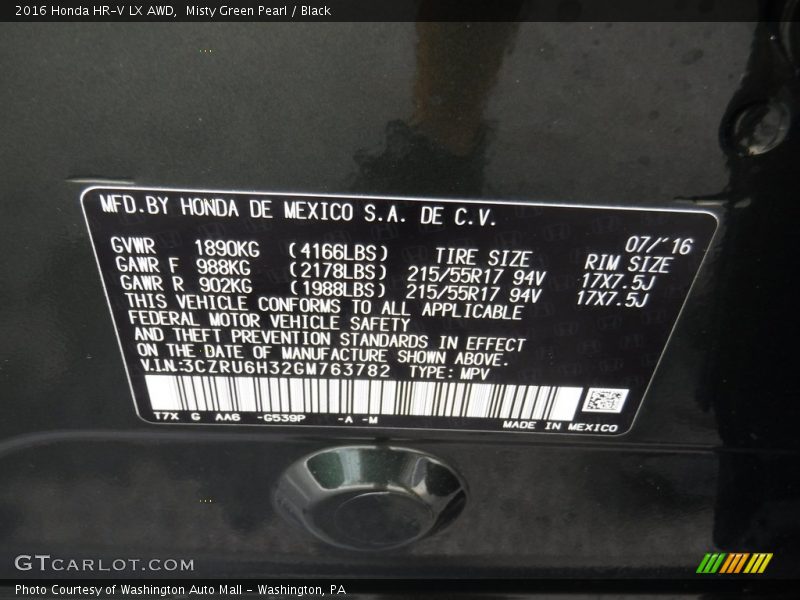 2016 Honda HR-V LX AWD,  Misty Green Pearl / Black
MFD.BY HONDA DE MEXICO S.A. DE C.V.
07/'16
GVWR 1890KG (4166LBS) TIRE SIZE RIM SIZE
GAWR F 988KG (2178LBS) 215/55R17 94V 17X7.5J
GAWR R 902KG (1988LBS) 215/55R17 94V 17X7.5J
THIS VEHICLE CONFORMS TO ALL APPLICABLE
FEDERAL MOTOR VEHICLE SAFETY
AND THEFT PREVENTION STANDARDS IN EFFECT
ON THE DATE OF MANUFACTURE SHOWN ABOVE.
V.I.N:3CZRU6H32GM763782 TYPE: MPV
T7X G AA6 -G539P -A -M
MADE IN MEXICO
GTCARLOT.COM
Photo Courtesy of Washington Auto Mall - Washington, PA